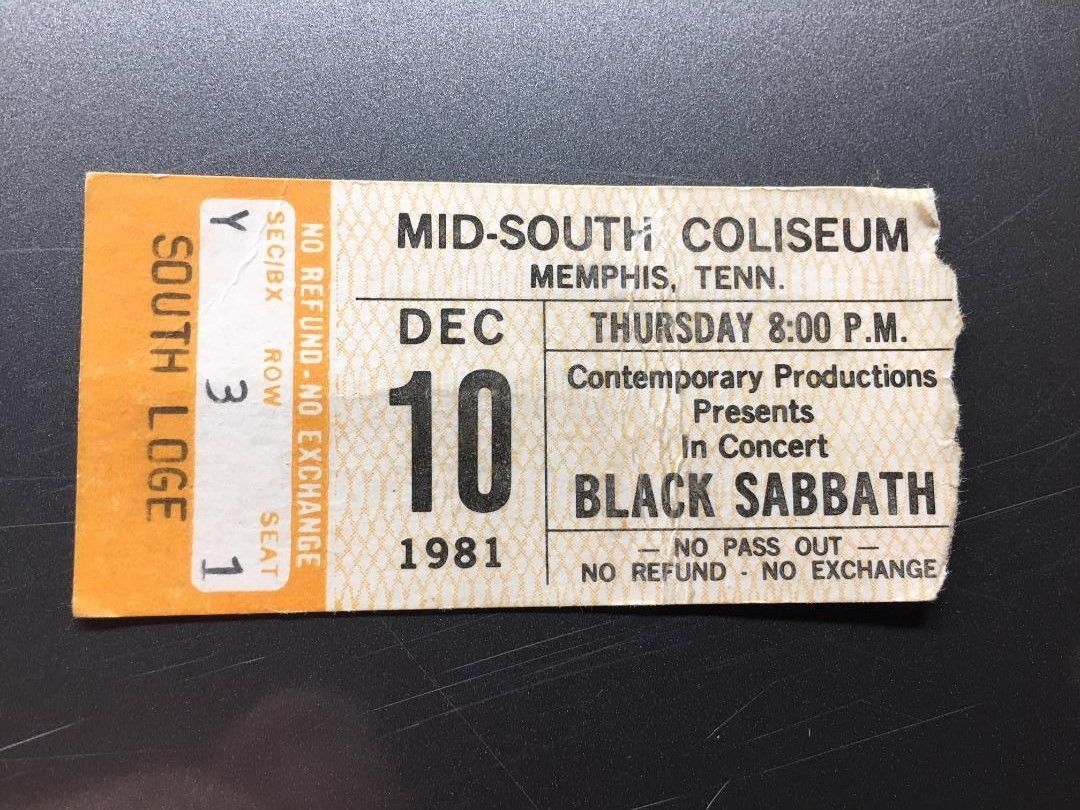 SOUTH LOGE
Y 3 1
SEC/BX ROW SEAT
NO REFUND-NO EXCHANGE
MID-SOUTH COLISEUM
MEMPHIS, TENN.
DEC
10
1981
THURSDAY 8:00 P.M.
Contemporary Productions
Presents
In Concert
BLACK SABBATH
— NO PASS OUT —
NO REFUND - NO EXCHANGE